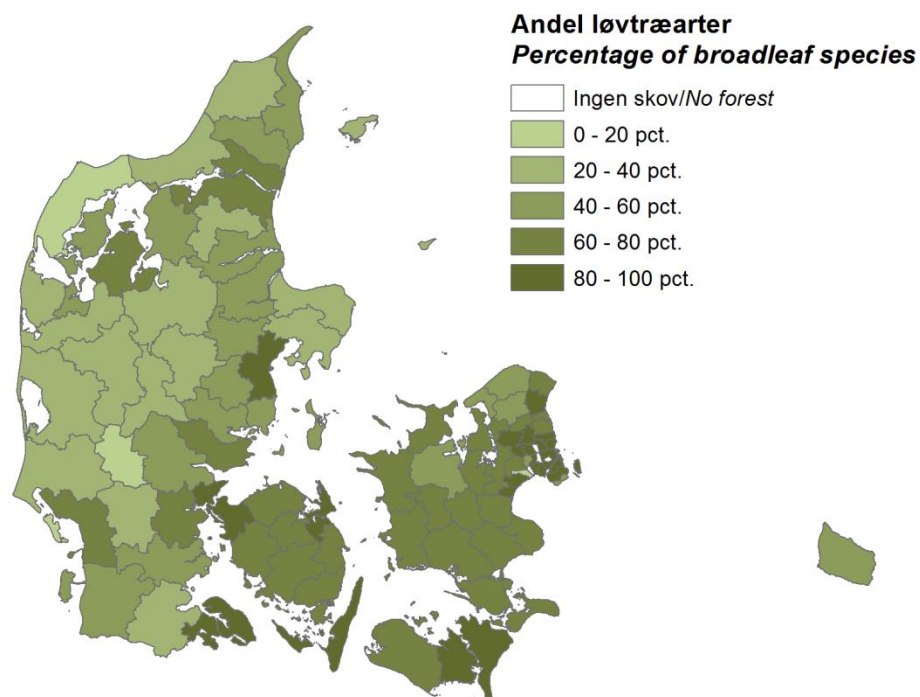 Andel løvtræarter
Percentage of broadleaf species
Ingen skov/No forest
0 - 20 pct.
20 - 40 pct.
40 - 60 pct.
60 - 80 pct.
80 - 100 pct.